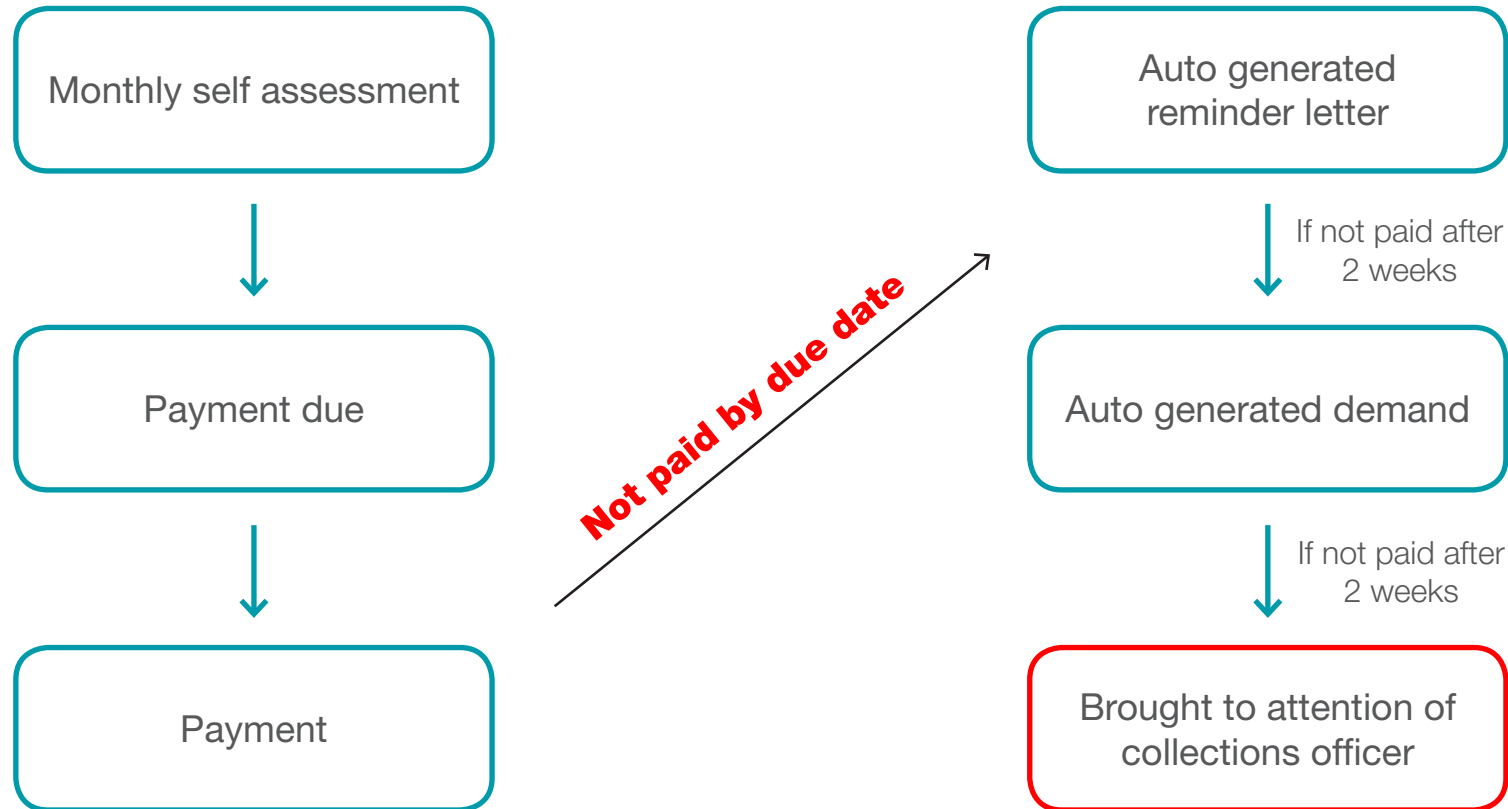 Monthly self assessment
Payment due
Payment
Not paid by due date
Auto generated
reminder letter
If not paid after
2 weeks
Auto generated demand
If not paid after
2 weeks
Brought to attention of
collections officer